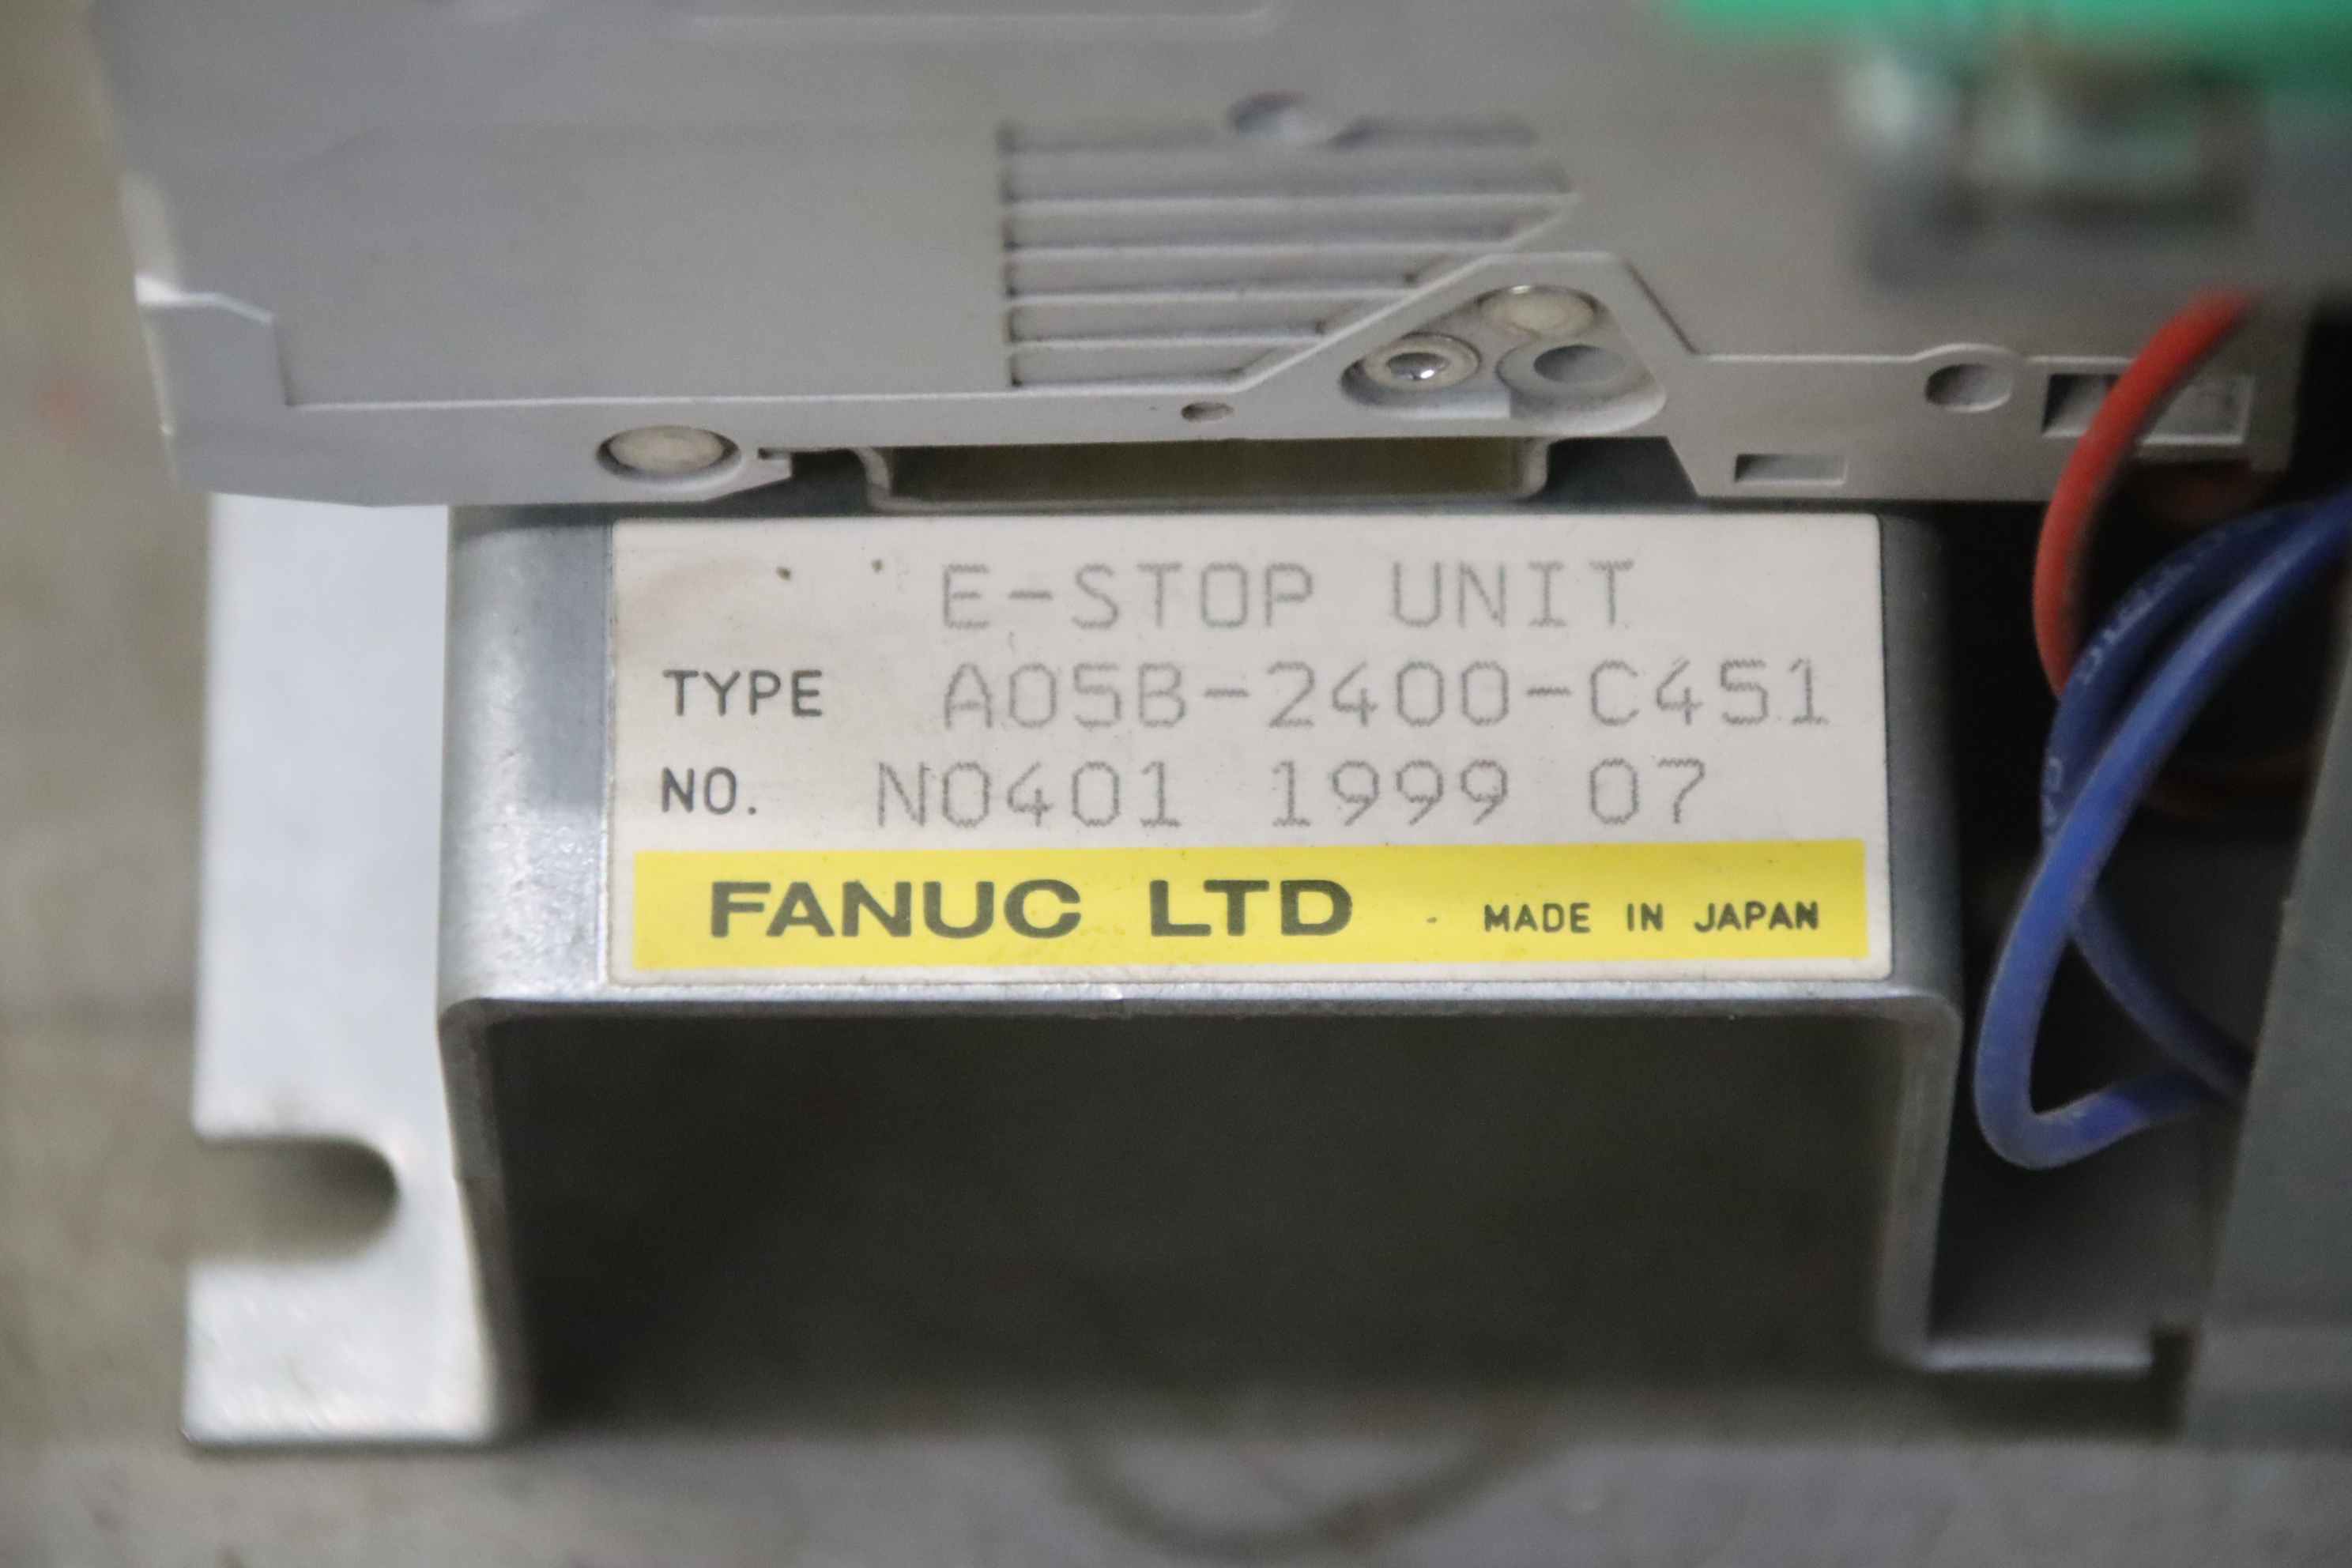 E-STOP UNIT
TYPE A05B-2400-C451
NO. N0401 1999 07
FANUC LTD MADE IN JAPAN